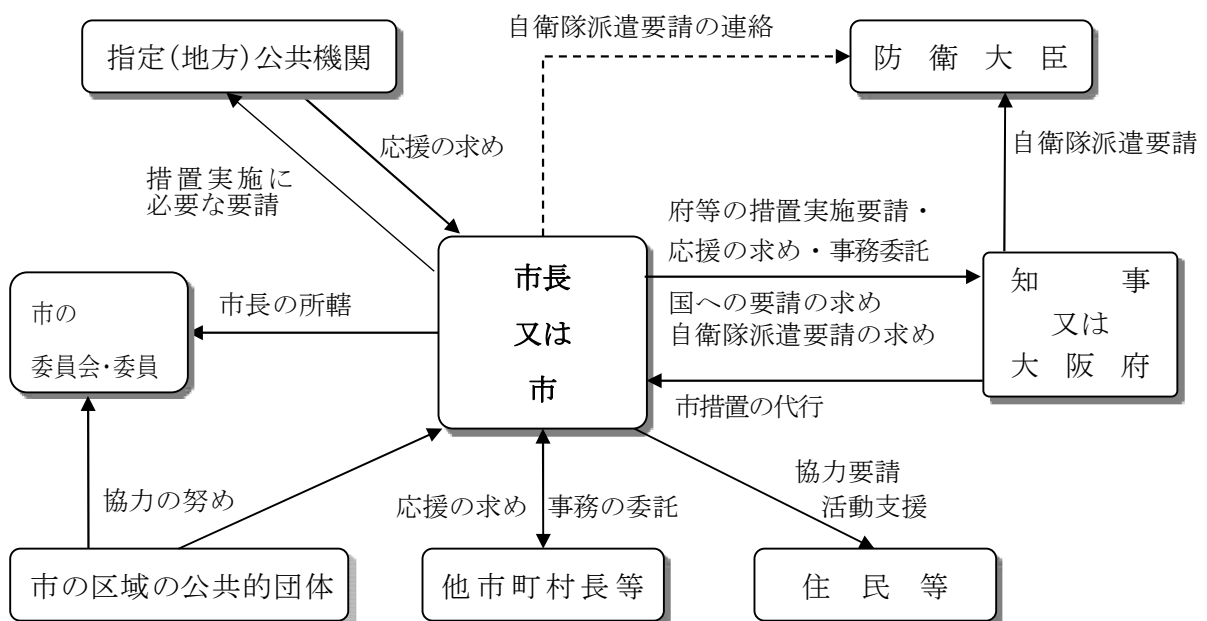 自衛隊派遣要請の連絡
指定(地方)公共機関
防衛大臣
応援の求め
自衛隊派遣要請
措置実施に
必要な要請
府等の措置実施要請・
応援の求め・事務委託
市長
又は
市
知事
又は
大阪府
国への要請の求め
自衛隊派遣要請の求め
市長の所轄
市の
委員会・委員
市措置の代行
協力の努め
応援の求め
事務の委託
協力要請
活動支援
市の区域の公共的団体
他市町村長等
住民等